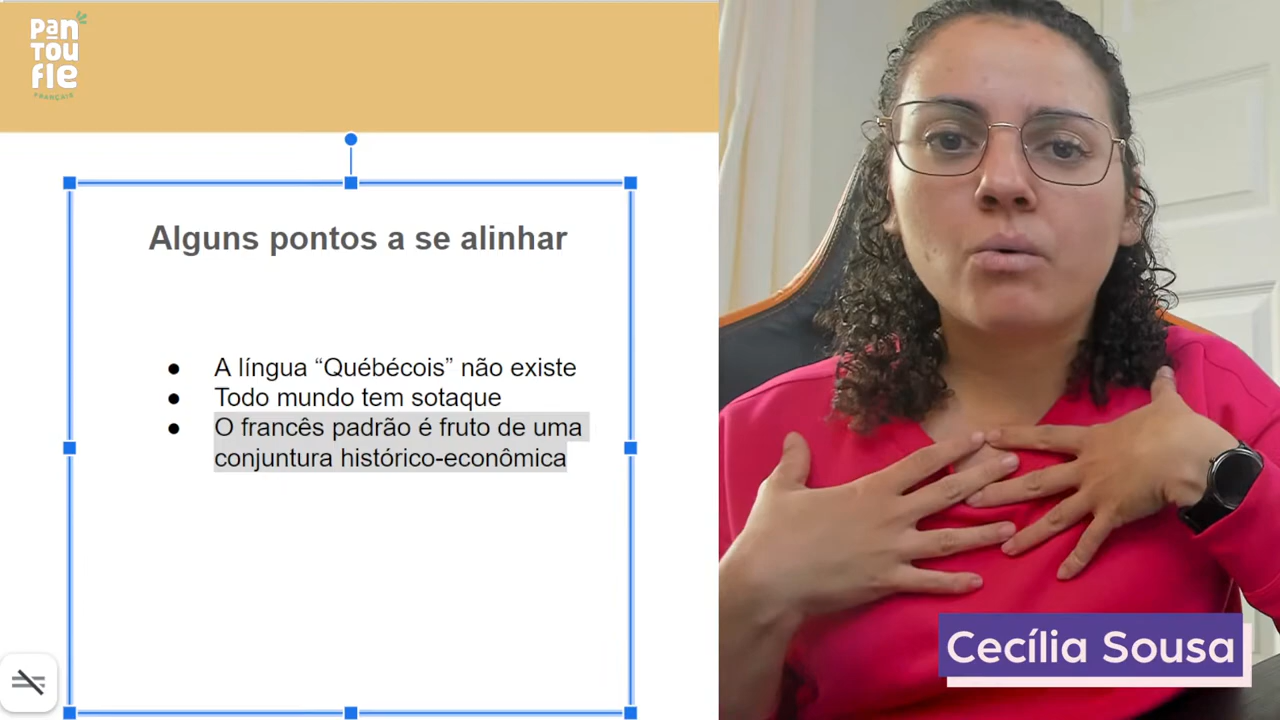 Pan
TOU
fle
FRANÇAIS
Alguns pontos a se alinhar
● A língua “Québécois” não existe
● Todo mundo tem sotaque
● O francês padrão é fruto de uma
conjuntura histórico-econômica
Cecília Sousa